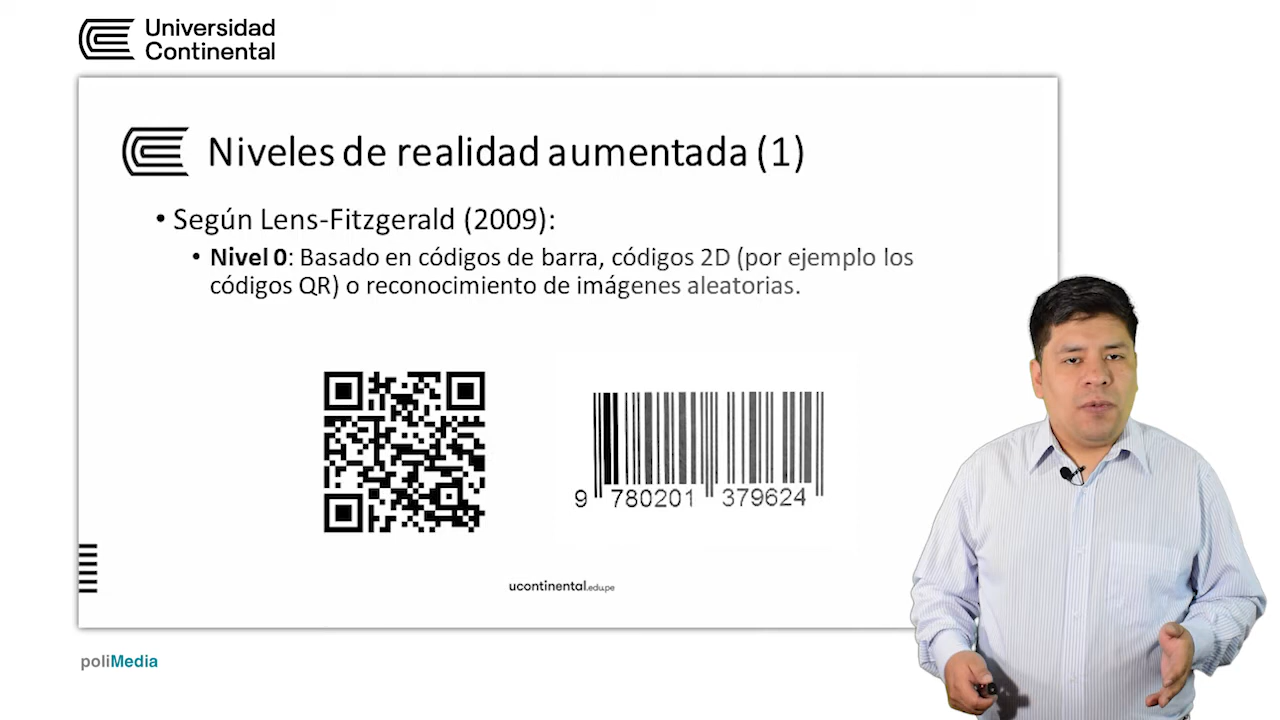 Universidad
Continental
Niveles de realidad aumentada (1)
• Según Lens-Fitzgerald (2009):
• Nivel 0: Basado en códigos de barra, códigos 2D (por ejemplo los
códigos QR) o reconocimiento de imágenes aleatorias.
9 780201 379624
ucontinental.edu.pe
poliMedia